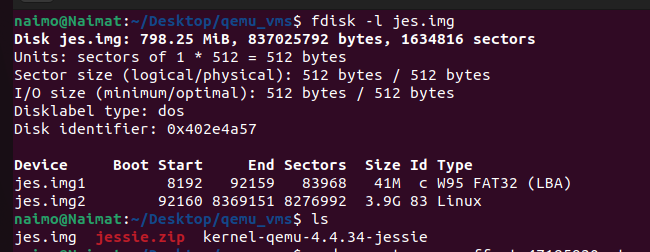 naimo@Naimat:~/Desktop/qemu_vms$ fdisk -l jes.img
Disk jes.img: 798.25 MiB, 837025792 bytes, 1634816 sectors
Units: sectors of 1 * 512 = 512 bytes
Sector size (logical/physical): 512 bytes / 512 bytes
I/O size (minimum/optimal): 512 bytes / 512 bytes
Disklabel type: dos
Disk identifier: 0x402e4a57
Device     Boot Start     End Sectors  Size Id Type
jes.img1         8192   92159   83968   41M  c W95 FAT32 (LBA)
jes.img2        92160 8369151 8276992  3.9G 83 Linux
naimo@Naimat:~/Desktop/qemu_vms$ ls
jes.img  jessie.zip  kernel-qemu-4.4.34-jessie